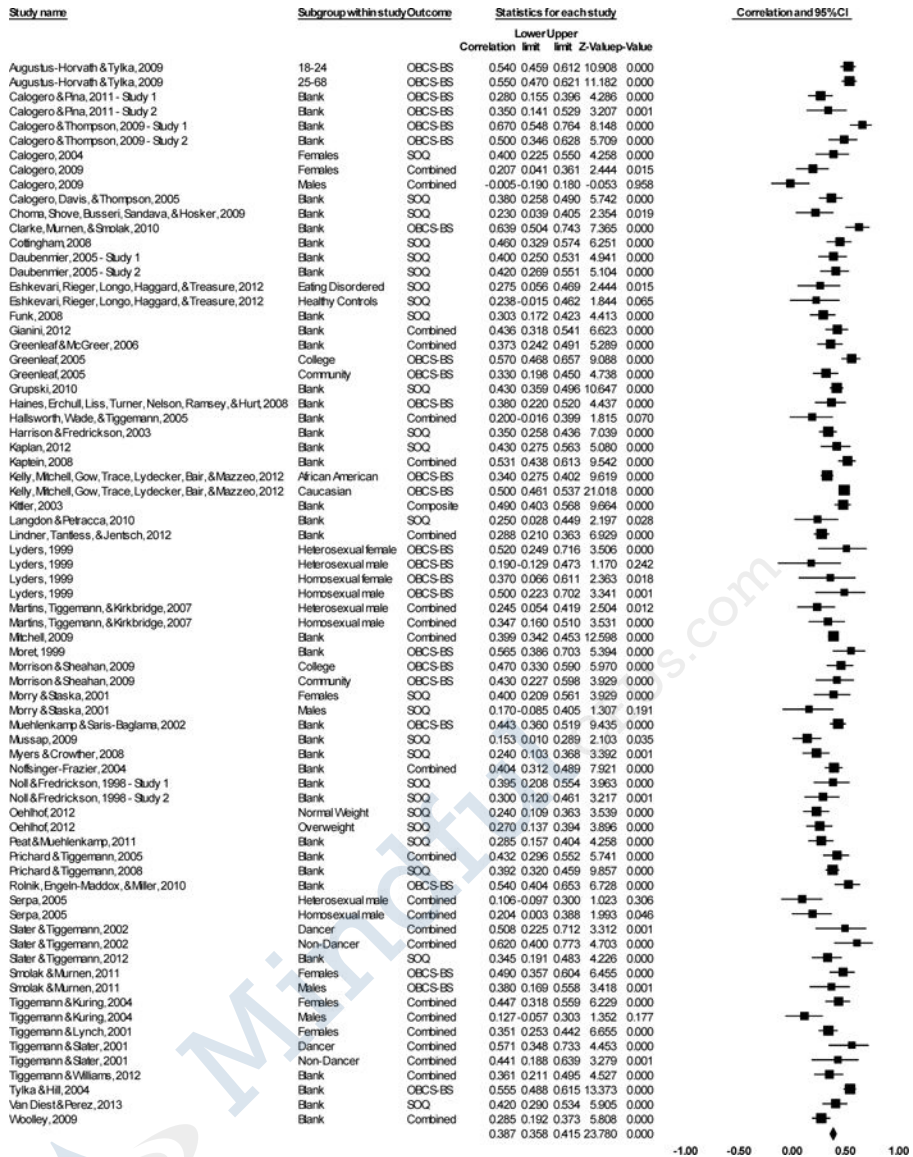 Study name Subgroup within study Outcome Statistics for each study Correlation and 95% CI
Lower Upper
Correlation limit limit Z-Value p-Value
Augustus-Horvath & Tylka, 2009 18-24 OBCS-BS 0.540 0.459 0.612 10.908 0.000
Augustus-Horvath & Tylka, 2009 25-68 OBCS-BS 0.550 0.470 0.621 11.182 0.000
Calogero & Pina, 2011 - Study 1 Blank OBCS-BS 0.280 0.155 0.396 4.286 0.000
Calogero & Pina, 2011 - Study 2 Blank OBCS-BS 0.350 0.141 0.529 3.207 0.001
Calogero & Thompson, 2009 - Study 1 Blank OBCS-BS 0.670 0.548 0.764 8.148 0.000
Calogero & Thompson, 2009 - Study 2 Blank OBCS-BS 0.500 0.346 0.628 5.709 0.000
Calogero, 2004 Females SOQ 0.400 0.225 0.550 4.258 0.000
Calogero, 2009 Females Combined 0.207 0.041 0.361 2.444 0.015
Calogero, 2009 Males Combined -0.005 -0.190 0.180 -0.053 0.958
Calogero, Davis, & Thompson, 2005 Blank SOQ 0.380 0.258 0.490 5.742 0.000
Choma, Shove, Busseri, Sandava, & Hosker, 2009 Blank SOQ 0.230 0.039 0.405 2.354 0.019
Clarke, Murnen, & Smolak, 2010 Blank OBCS-BS 0.639 0.504 0.743 7.365 0.000
Cottingham, 2008 Blank SOQ 0.460 0.329 0.574 6.251 0.000
Daubenmier, 2005 - Study 1 Blank SOQ 0.400 0.250 0.531 4.941 0.000
Daubenmier, 2005 - Study 2 Blank SOQ 0.420 0.269 0.551 5.104 0.000
Eshkevari, Rieger, Longo, Haggard, & Treasure, 2012 Eating Disordered SOQ 0.275 0.056 0.469 2.444 0.015
Eshkevari, Rieger, Longo, Haggard, & Treasure, 2012 Healthy Controls SOQ 0.238 -0.015 0.462 1.844 0.065
Funk, 2008 Blank SOQ 0.303 0.172 0.423 4.413 0.000
Gianini, 2012 Blank Combined 0.436 0.318 0.541 6.623 0.000
Greenleaf & McGreer, 2006 Blank Combined 0.373 0.242 0.491 5.289 0.000
Greenleaf, 2005 College OBCS-BS 0.570 0.468 0.657 9.088 0.000
Greenleaf, 2005 Community OBCS-BS 0.330 0.198 0.450 4.738 0.000
Grupski, 2010 Blank SOQ 0.430 0.359 0.496 10.647 0.000
Haines, Erchull, Liss, Turner, Nelson, Ramsey, & Hurt, 2008 Blank OBCS-BS 0.380 0.220 0.520 4.437 0.000
Hallsworth, Wade, & Tiggemann, 2005 Blank Combined 0.200 -0.016 0.399 1.815 0.070
Harrison & Fredrickson, 2003 Blank SOQ 0.350 0.258 0.436 7.039 0.000
Kaplan, 2012 Blank SOQ 0.430 0.275 0.563 5.080 0.000
Kaptein, 2008 Blank Combined 0.531 0.438 0.613 9.542 0.000
Kelly, Mitchell, Gow, Trace, Lydecker, Bair, & Mazzeo, 2012 African American OBCS-BS 0.340 0.275 0.402 9.619 0.000
Kelly, Mitchell, Gow, Trace, Lydecker, Bair, & Mazzeo, 2012 Caucasian OBCS-BS 0.500 0.461 0.537 21.018 0.000
Kittler, 2003 Blank Composite 0.490 0.403 0.568 9.664 0.000
Langdon & Petracca, 2010 Blank SOQ 0.250 0.028 0.449 2.197 0.028
Lindner, Tantless, & Jentsch, 2012 Blank Combined 0.288 0.210 0.363 6.929 0.000
Lyders, 1999 Heterosexual female OBCS-BS 0.520 0.249 0.716 3.506 0.000
Lyders, 1999 Heterosexual male OBCS-BS 0.190 -0.129 0.473 1.170 0.242
Lyders, 1999 Homosexual female OBCS-BS 0.370 0.066 0.611 2.363 0.018
Lyders, 1999 Homosexual male OBCS-BS 0.500 0.223 0.702 3.341 0.001
Martins, Tiggemann, & Kirkbridge, 2007 Heterosexual male Combined 0.245 0.054 0.419 2.504 0.012
Martins, Tiggemann, & Kirkbridge, 2007 Homosexual male Combined 0.347 0.160 0.510 3.531 0.000
Mitchell, 2009 Blank Combined 0.399 0.342 0.453 12.598 0.000
Moret, 1999 Blank OBCS-BS 0.565 0.386 0.703 5.394 0.000
Morrison & Sheahan, 2009 College OBCS-BS 0.470 0.330 0.590 5.970 0.000
Morrison & Sheahan, 2009 Community OBCS-BS 0.430 0.227 0.598 3.929 0.000
Morry & Staska, 2001 Females SOQ 0.400 0.209 0.561 3.929 0.000
Morry & Staska, 2001 Males SOQ 0.170 -0.085 0.405 1.307 0.191
Muehlenkamp & Saris-Baglama, 2002 Blank OBCS-BS 0.443 0.360 0.519 9.435 0.000
Mussap, 2009 Blank SOQ 0.153 0.010 0.289 2.103 0.035
Myers & Crowther, 2008 Blank SOQ 0.240 0.103 0.368 3.392 0.001
Noffsinger-Frazier, 2004 Blank Combined 0.404 0.312 0.489 7.921 0.000
Noll & Fredrickson, 1998 - Study 1 Blank SOQ 0.395 0.208 0.554 3.963 0.000
Noll & Fredrickson, 1998 - Study 2 Blank SOQ 0.300 0.120 0.461 3.217 0.001
Oehlhof, 2012 Normal Weight SOQ 0.240 0.109 0.363 3.539 0.000
Oehlhof, 2012 Overweight SOQ 0.270 0.137 0.394 3.896 0.000
Peat & Muehlenkamp, 2011 Blank SOQ 0.285 0.157 0.404 4.258 0.000
Prichard & Tiggemann, 2005 Blank Combined 0.432 0.296 0.552 5.741 0.000
Prichard & Tiggemann, 2008 Blank SOQ 0.392 0.320 0.459 9.857 0.000
Rolnik, Engeln-Maddox, & Miller, 2010 Blank OBCS-BS 0.540 0.404 0.653 6.728 0.000
Serpa, 2005 Heterosexual male Combined 0.106 -0.097 0.300 1.023 0.306
Serpa, 2005 Homosexual male Combined 0.204 0.003 0.388 1.993 0.046
Slater & Tiggemann, 2002 Dancer Combined 0.508 0.225 0.712 3.312 0.001
Slater & Tiggemann, 2002 Non-Dancer Combined 0.620 0.400 0.773 4.703 0.000
Slater & Tiggemann, 2012 Blank SOQ 0.345 0.191 0.483 4.226 0.000
Smolak & Murnen, 2011 Females OBCS-BS 0.490 0.357 0.604 6.455 0.000
Smolak & Murnen, 2011 Males OBCS-BS 0.380 0.169 0.558 3.418 0.001
Tiggemann & Kuring, 2004 Females Combined 0.447 0.318 0.559 6.229 0.000
Tiggemann & Kuring, 2004 Males Combined 0.127 -0.057 0.303 1.352 0.177
Tiggemann & Lynch, 2001 Females Combined 0.351 0.253 0.442 6.655 0.000
Tiggemann & Slater, 2001 Dancer Combined 0.571 0.348 0.733 4.453 0.000
Tiggemann & Slater, 2001 Non-Dancer Combined 0.441 0.188 0.639 3.279 0.001
Tiggemann & Williams, 2012 Blank Combined 0.361 0.211 0.495 4.527 0.000
Tylka & Hill, 2004 Blank OBCS-BS 0.555 0.488 0.615 13.373 0.000
Van Diest & Perez, 2013 Blank SOQ 0.420 0.290 0.534 5.905 0.000
Woolley, 2009 Blank Combined 0.285 0.192 0.373 5.808 0.000
0.387 0.358 0.415 23.780 0.000
-1.00 -0.50 0.00 0.50 1.00
Mindful
.com